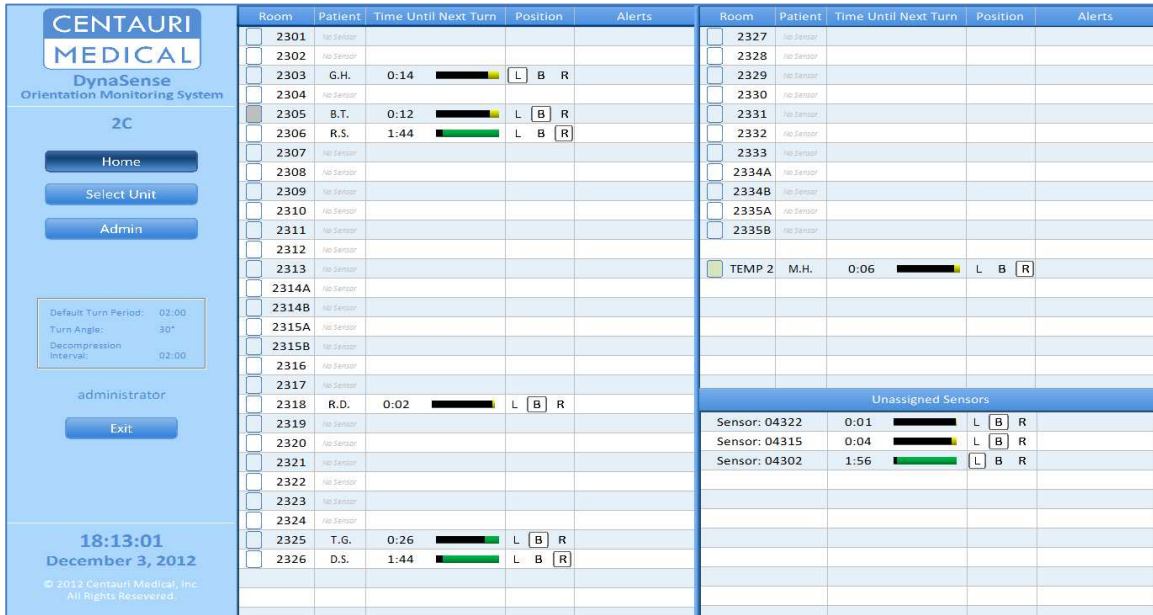 CENTAURI
MEDICAL
DynaSense
Orientation Monitoring System
2C
Home
Select Unit
Admin
Default Turn Period: 02:00
Turn Angle: 30°
Decompression
Interval: 02:00
administrator
Exit
18:13:01
December 3, 2012
© 2012 Centauri Medical, Inc.
All Rights Resevered.
Room Patient Time Until Next Turn Position Alerts
2301 No Sensor
2302 No Sensor
2303 G.H. 0:14 L B R
2304 No Sensor
2305 B.T. 0:12 L B R
2306 R.S. 1:44 L B R
2307 No Sensor
2308 No Sensor
2309 No Sensor
2310 No Sensor
2311 No Sensor
2312 No Sensor
2313 No Sensor
2314A No Sensor
2314B No Sensor
2315A No Sensor
2315B No Sensor
2316 No Sensor
2317 No Sensor
2318 R.D. 0:02 L B R
2319 No Sensor
2320 No Sensor
2321 No Sensor
2322 No Sensor
2323 No Sensor
2324 No Sensor
2325 T.G. 0:26 L B R
2326 D.S. 1:44 L B R
Room Patient Time Until Next Turn Position Alerts
2327 No Sensor
2328 No Sensor
2329 No Sensor
2330 No Sensor
2331 No Sensor
2332 No Sensor
2333 No Sensor
2334A No Sensor
2334B No Sensor
2335A No Sensor
2335B No Sensor
TEMP 2 M.H. 0:06 L B R
Unassigned Sensors
Sensor: 04322 0:01 L B R
Sensor: 04315 0:04 L B R
Sensor: 04302 1:56 L B R